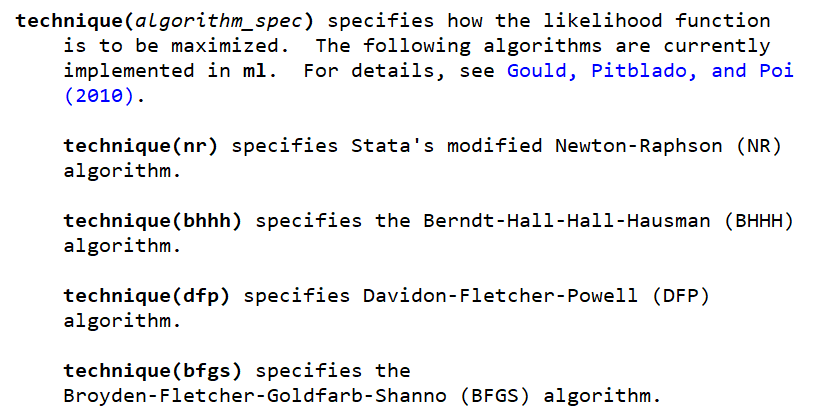 technique(algorithm_spec) specifies how the likelihood function
is to be maximized.  The following algorithms are currently
implemented in ml.  For details, see Gould, Pitblado, and Poi
(2010).
technique(nr) specifies Stata's modified Newton-Raphson (NR)
algorithm.
technique(bhhh) specifies the Berndt-Hall-Hall-Hausman (BHHH)
algorithm.
technique(dfp) specifies Davidon-Fletcher-Powell (DFP)
algorithm.
technique(bfgs) specifies the
Broyden-Fletcher-Goldfarb-Shanno (BFGS) algorithm.